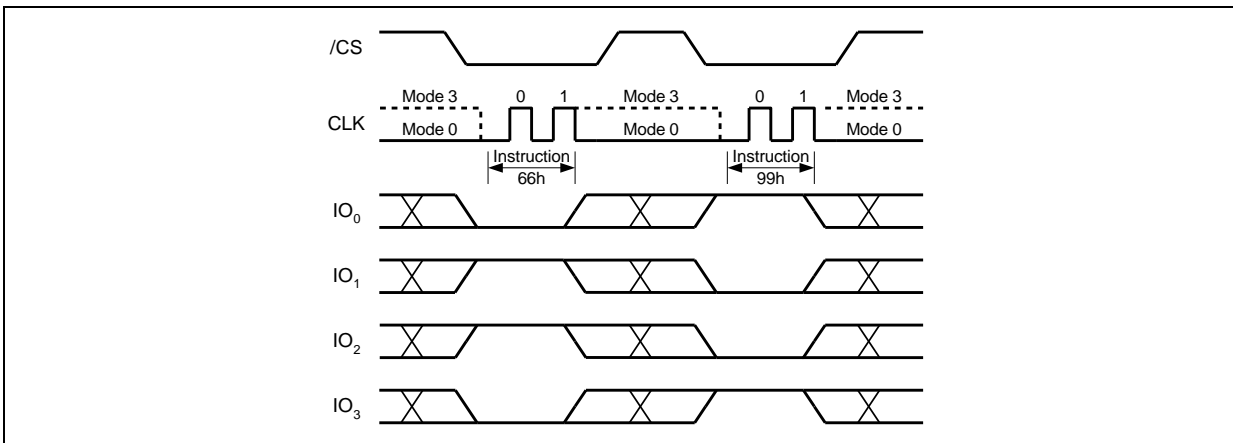 /CS
Mode 3 0 1 Mode 3 0 1 Mode 3
CLK
Mode 0 Mode 0 Mode 0
Instruction Instruction
66h 99h
IO0
IO1
IO2
IO3